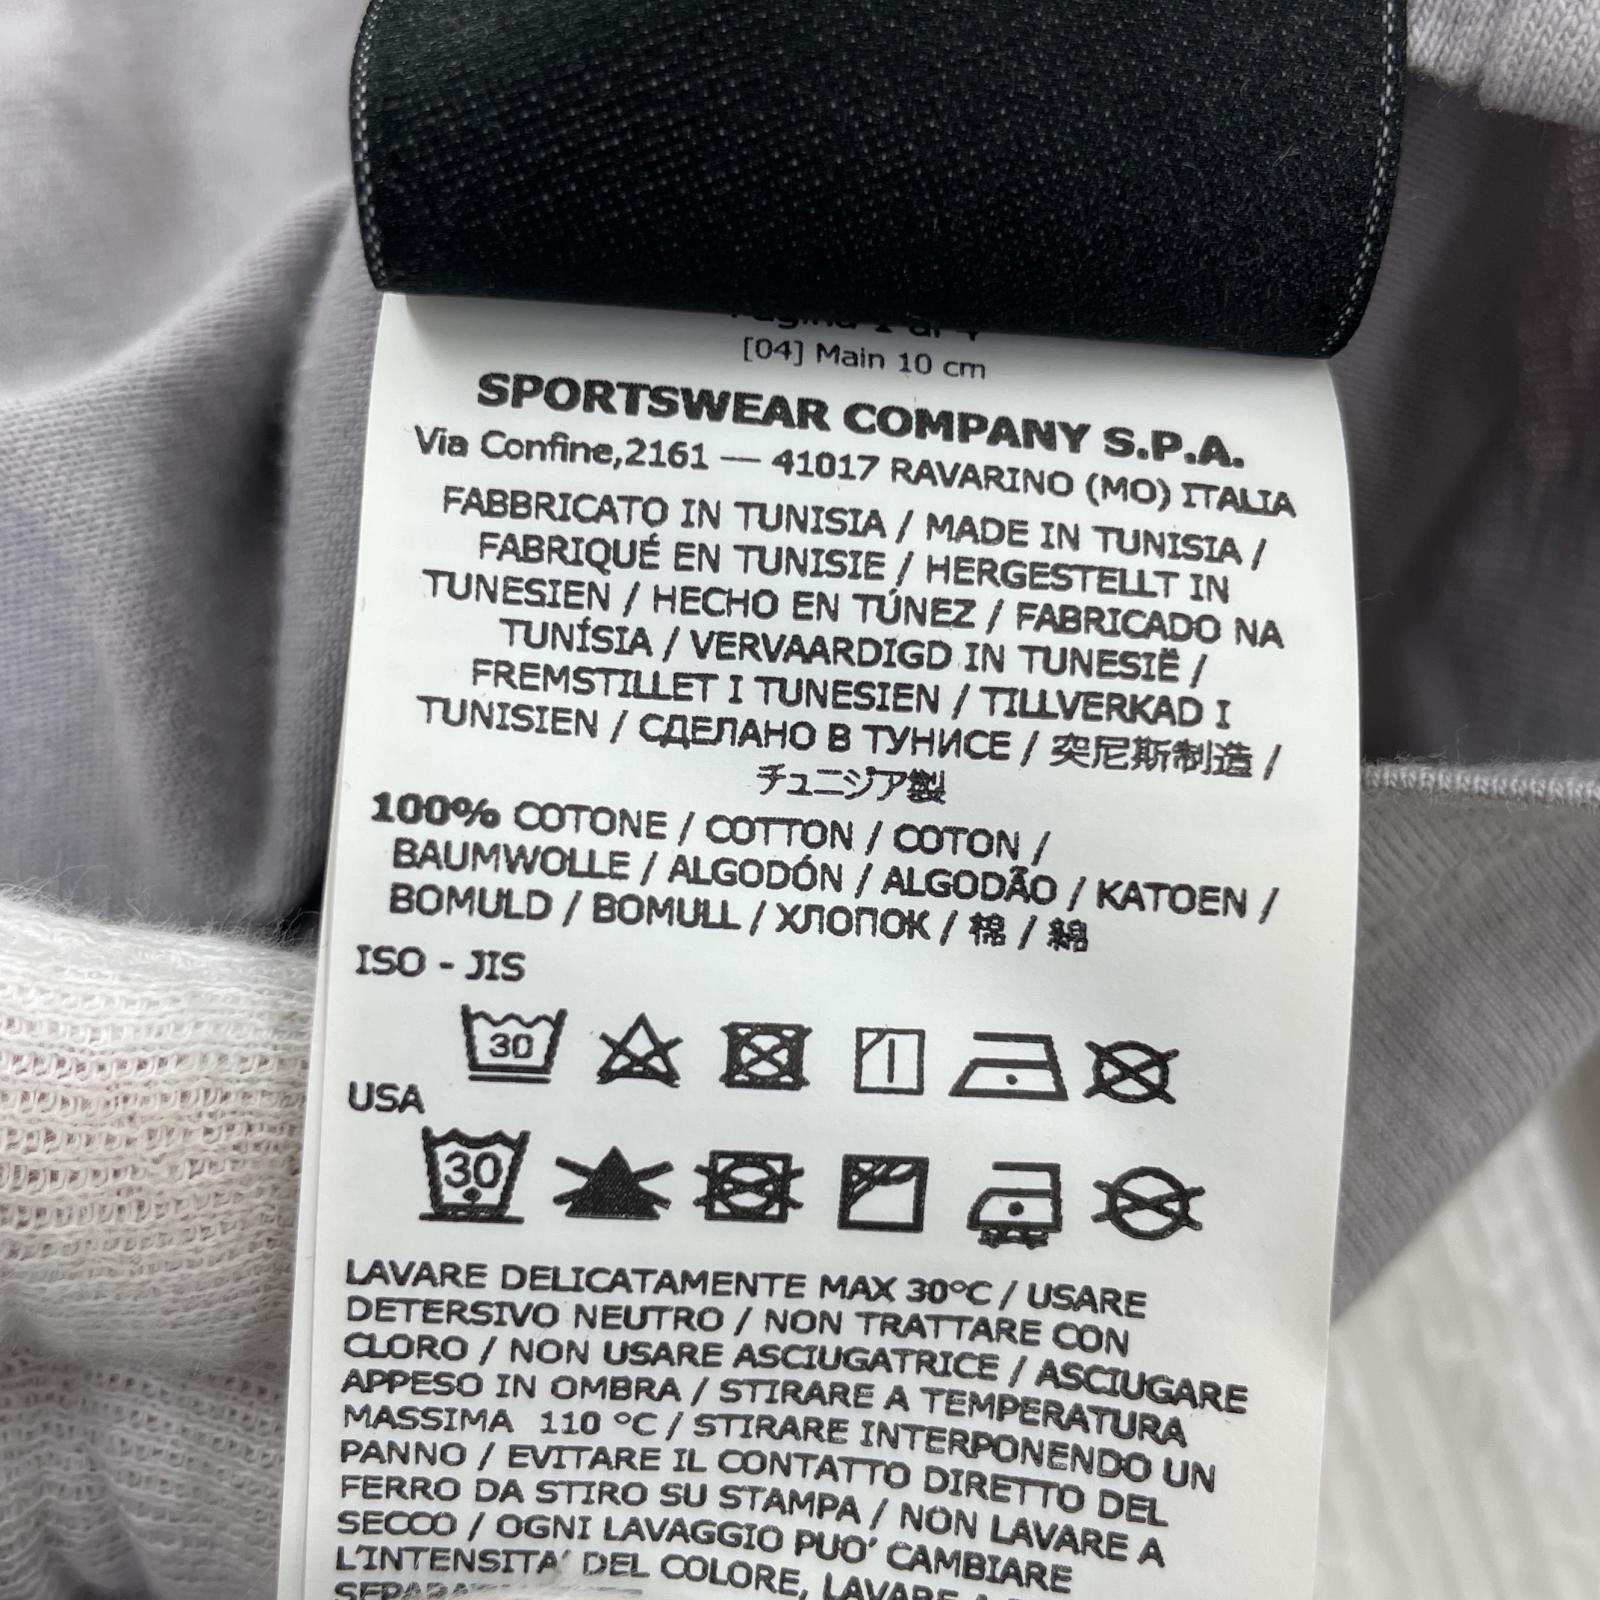 Pagina 1 di
[04] Main 10 cm
SPORTSWEAR COMPANY S.P.A.
Via Confine,2161 — 41017 RAVARINO (MO) ITALIA
FABBRICATO IN TUNISIA / MADE IN TUNISIA /
FABRIQUÉ EN TUNISIE / HERGESTELLT IN
TUNESIEN / HECHO EN TÚNEZ / FABRICADO NA
TUNÍSIA / VERVAARDIGD IN TUNESIË /
FREMSTILLET I TUNESIEN / TILLVERKAD I
TUNISIEN / СДЕЛАНО В ТУНИСЕ / 突尼斯制造 /
チュニジア製
100% COTONE / COTTON / COTON /
BAUMWOLLE / ALGODÓN / ALGODÃO / KATOEN /
BOMULD / BOMULL / ХЛОПОК / 棉 / 綿
ISO - JIS
30
USA
30
LAVARE DELICATAMENTE MAX 30°C / USARE
DETERSIVO NEUTRO / NON TRATTARE CON
CLORO / NON USARE ASCIUGATRICE / ASCIUGARE
APPESO IN OMBRA / STIRARE A TEMPERATURA
MASSIMA 110 °C / STIRARE INTERPONENDO UN
PANNO / EVITARE IL CONTATTO DIRETTO DEL
FERRO DA STIRO SU STAMPA / NON LAVARE A
SECCO / OGNI LAVAGGIO PUO' CAMBIARE
L'INTENSITA' DEL COLORE, LAVARE A